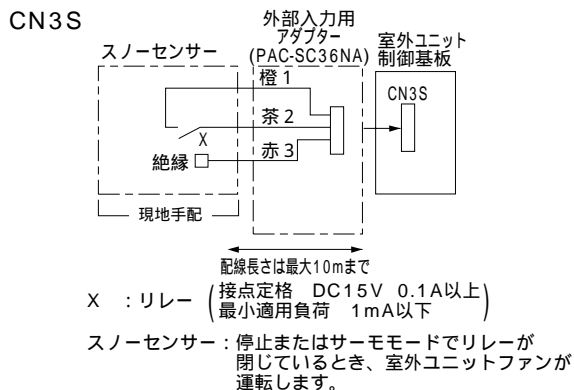 CN3S
外部入力用
アダプター
(PAC-SC36NA)
スノーセンサー
室外ユニット
制御基板
橙 1
CN3S
茶 2
X
赤 3
絶縁
現地手配
配線長さは最大10mまで
X ：リレー (接点定格 DC15V 0.1A以上
最小適用負荷 1mA以下)
スノーセンサー：停止またはサーモモードでリレーが
閉じているとき、室外ユニットファンが
運転します。